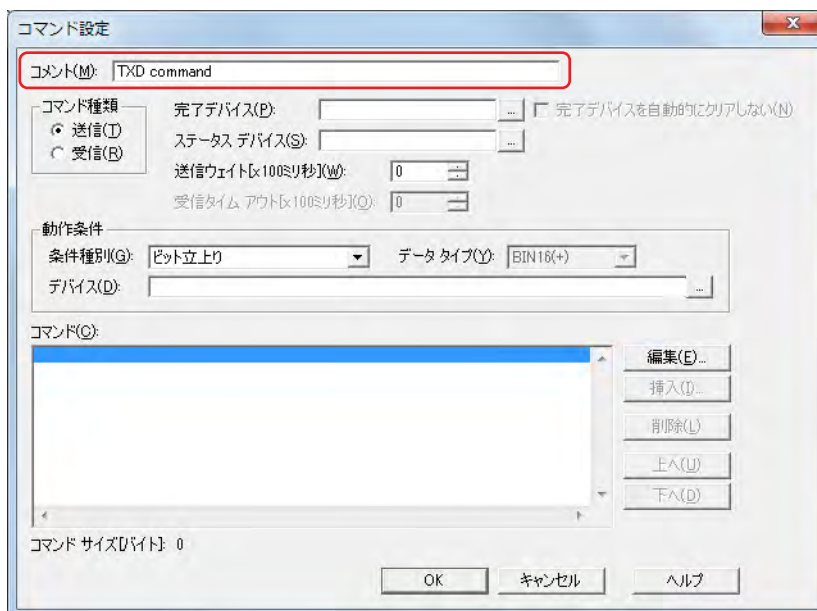 コマンド設定
コメント(M): TXD command
コマンド種類
送信(T)
受信(R)
完了デバイス(P): ... 完了デバイスを自動的にクリアしない(N)
ステータス デバイス(S): ...
送信ウェイト[x100ミリ秒](W): 0
受信タイム アウト[x100ミリ秒](O): 0
動作条件
条件種別(G): ビット立上り データ タイプ(Y): BIN16(+)
デバイス(D): ...
コマンド(C):
編集(E)...
挿入(I)...
削除(L)
上へ(U)
下へ(D)
コマンド サイズ[バイト]: 0
OK キャンセル ヘルプ